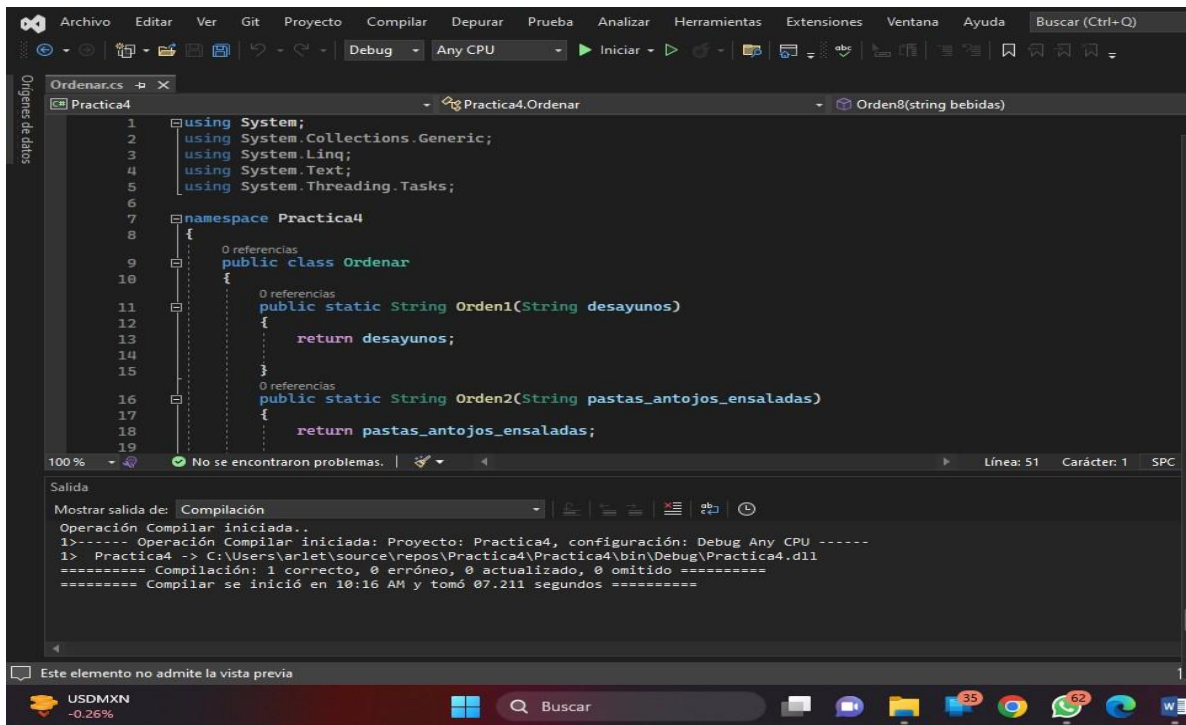 Archivo Editar Ver Git Proyecto Compilar Depurar Prueba Analizar Herramientas Extensiones Ventana Ayuda Buscar (Ctrl+Q)
Debug Any CPU Iniciar
Orígenes de datos
Ordenar.cs
C# Practica4 Practica4.Ordenar Orden8(string bebidas)
1 using System;
2 using System.Collections.Generic;
3 using System.Linq;
4 using System.Text;
5 using System.Threading.Tasks;
6
7 namespace Practica4
8 {
0 referencias
9 public class Ordenar
10 {
0 referencias
11 public static String Orden1(String desayunos)
12 {
13 return desayunos;
14
15 }
0 referencias
16 public static String Orden2(String pastas_antojos_ensaladas)
17 {
18 return pastas_antojos_ensaladas;
19
100 % No se encontraron problemas. Línea: 51 Carácter: 1 SPC
Salida
Mostrar salida de: Compilación
Operación Compilar iniciada..
1>------ Operación Compilar iniciada: Proyecto: Practica4, configuración: Debug Any CPU ------
1> Practica4 -> C:\Users\arlet\source\repos\Practica4\Practica4\bin\Debug\Practica4.dll
========== Compilación: 1 correcto, 0 erróneo, 0 actualizado, 0 omitido ==========
========= Compilar se inició en 10:16 AM y tomó 07.211 segundos ==========
Este elemento no admite la vista previa 1
USDMXN
-0.26%
Buscar
35
62
W